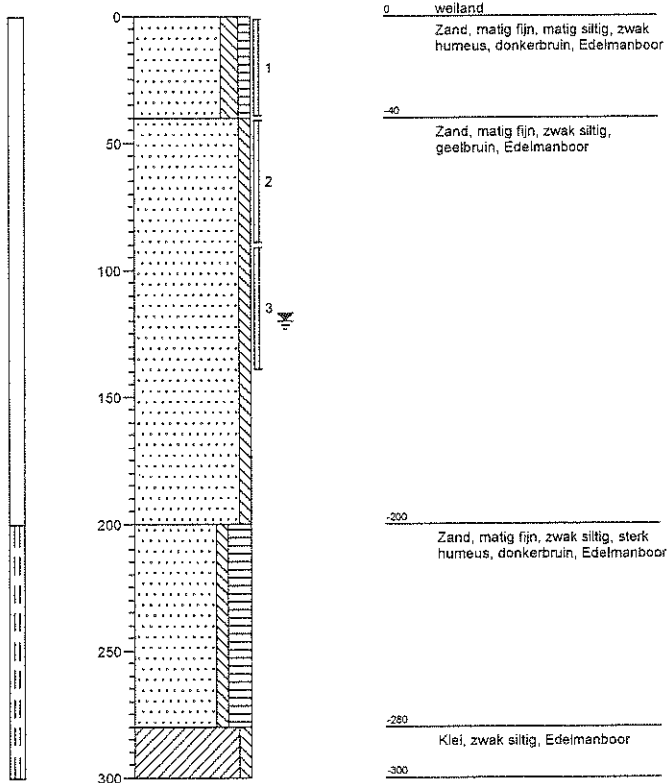 0 weiland
Zand, matig fijn, matig siltig, zwak
humeus, donkerbruin, Edelmanboor
-40
Zand, matig fijn, zwak siltig,
geelbruin, Edelmanboor
-200
Zand, matig fijn, zwak siltig, sterk
humeus, donkerbruin, Edelmanboor
-280
Klei, zwak siltig, Edelmanboor
-300
0
50
100
150
200
250
300
1
2
3